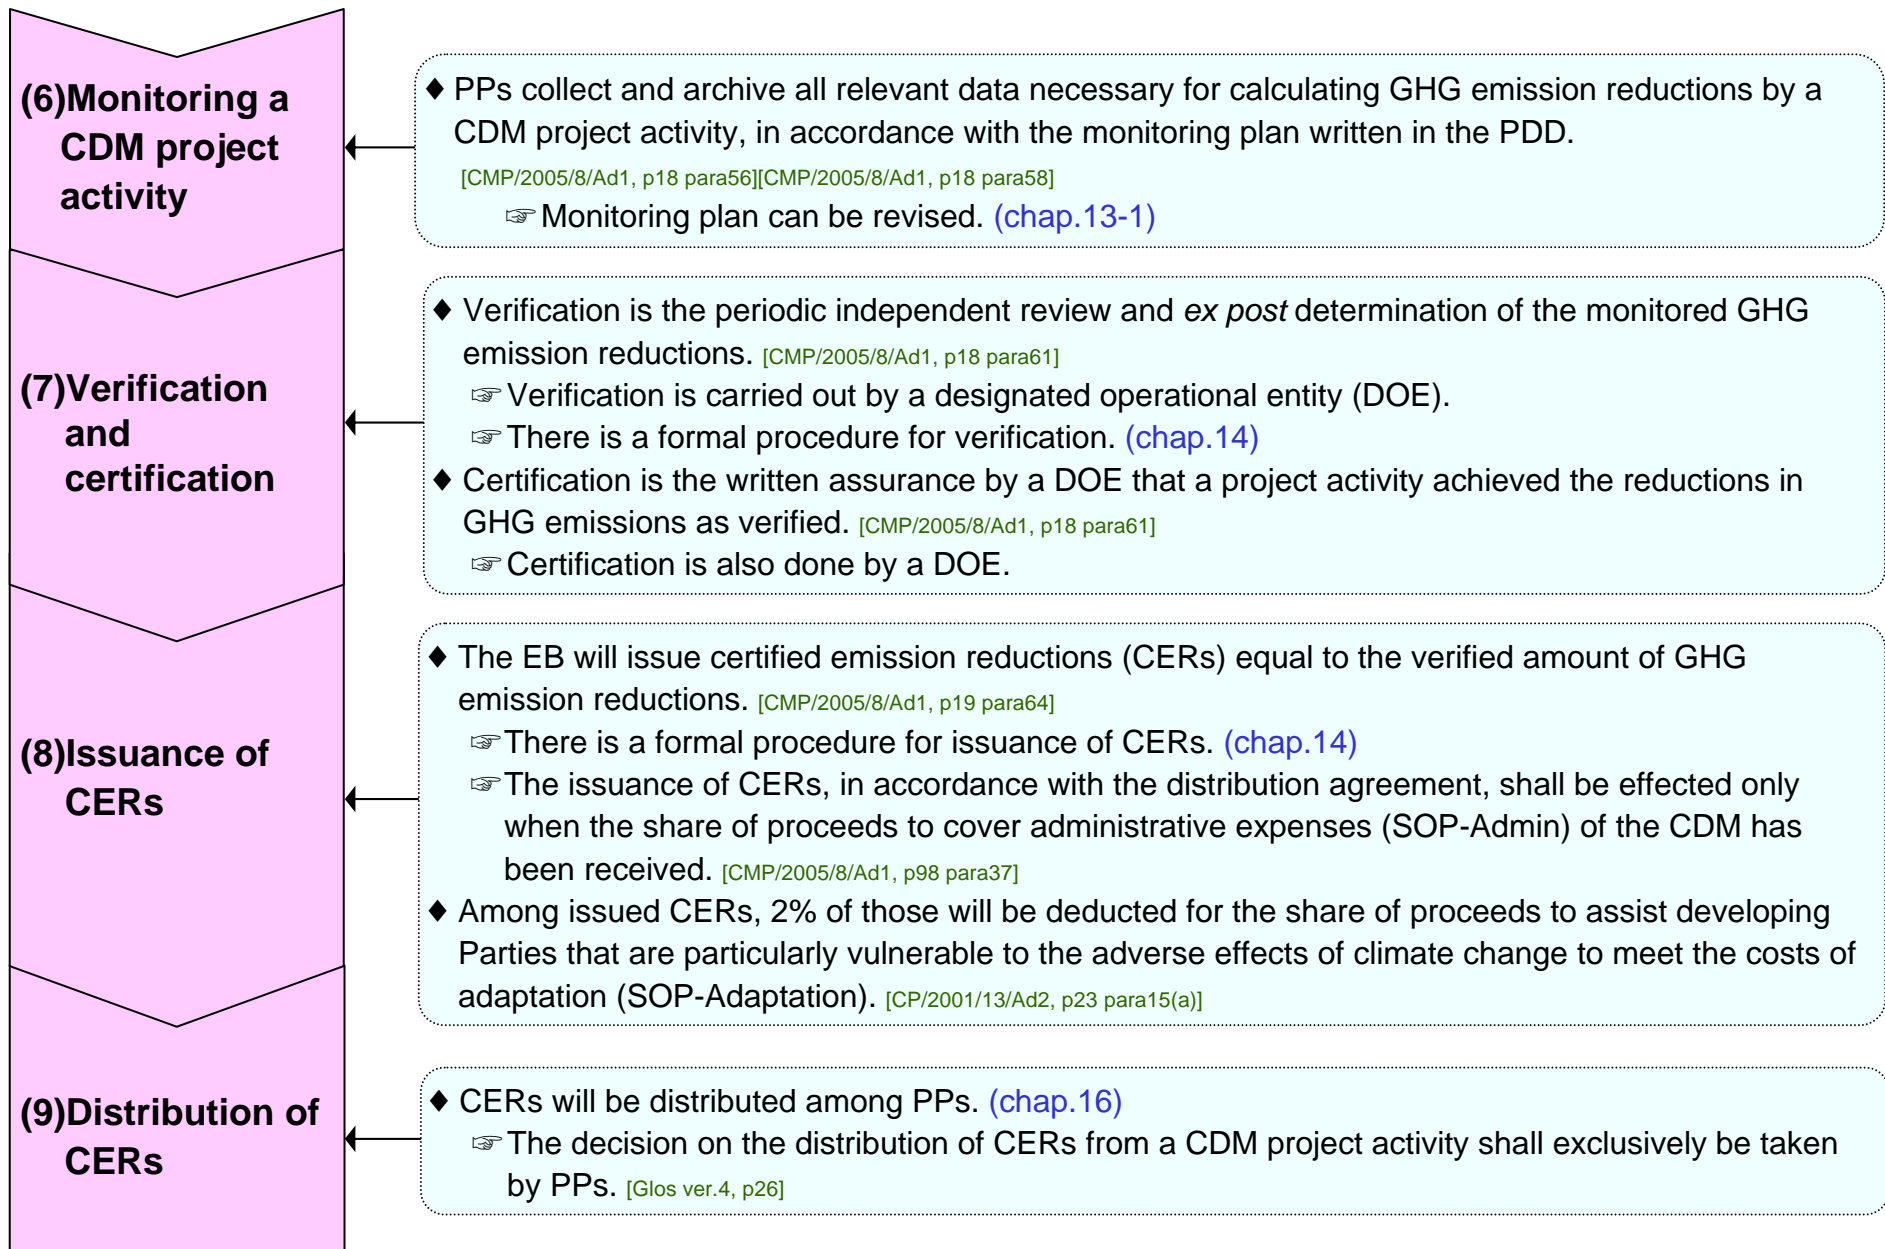 (6)Monitoring a
CDM project
activity
♦ PPs collect and archive all relevant data necessary for calculating GHG emission reductions by a
CDM project activity, in accordance with the monitoring plan written in the PDD.
[CMP/2005/8/Ad1, p18 para56][CMP/2005/8/Ad1, p18 para58]
☞Monitoring plan can be revised. (chap.13-1)
(7)Verification
and
certification
♦ Verification is the periodic independent review and ex post determination of the monitored GHG
emission reductions. [CMP/2005/8/Ad1, p18 para61]
☞Verification is carried out by a designated operational entity (DOE).
☞There is a formal procedure for verification. (chap.14)
♦ Certification is the written assurance by a DOE that a project activity achieved the reductions in
GHG emissions as verified. [CMP/2005/8/Ad1, p18 para61]
☞Certification is also done by a DOE.
(8)Issuance of
CERs
♦ The EB will issue certified emission reductions (CERs) equal to the verified amount of GHG
emission reductions. [CMP/2005/8/Ad1, p19 para64]
☞There is a formal procedure for issuance of CERs. (chap.14)
☞The issuance of CERs, in accordance with the distribution agreement, shall be effected only
when the share of proceeds to cover administrative expenses (SOP-Admin) of the CDM has
been received. [CMP/2005/8/Ad1, p98 para37]
♦ Among issued CERs, 2% of those will be deducted for the share of proceeds to assist developing
Parties that are particularly vulnerable to the adverse effects of climate change to meet the costs of
adaptation (SOP-Adaptation). [CP/2001/13/Ad2, p23 para15(a)]
(9)Distribution of
CERs
♦ CERs will be distributed among PPs. (chap.16)
☞The decision on the distribution of CERs from a CDM project activity shall exclusively be taken
by PPs. [Glos ver.4, p26]